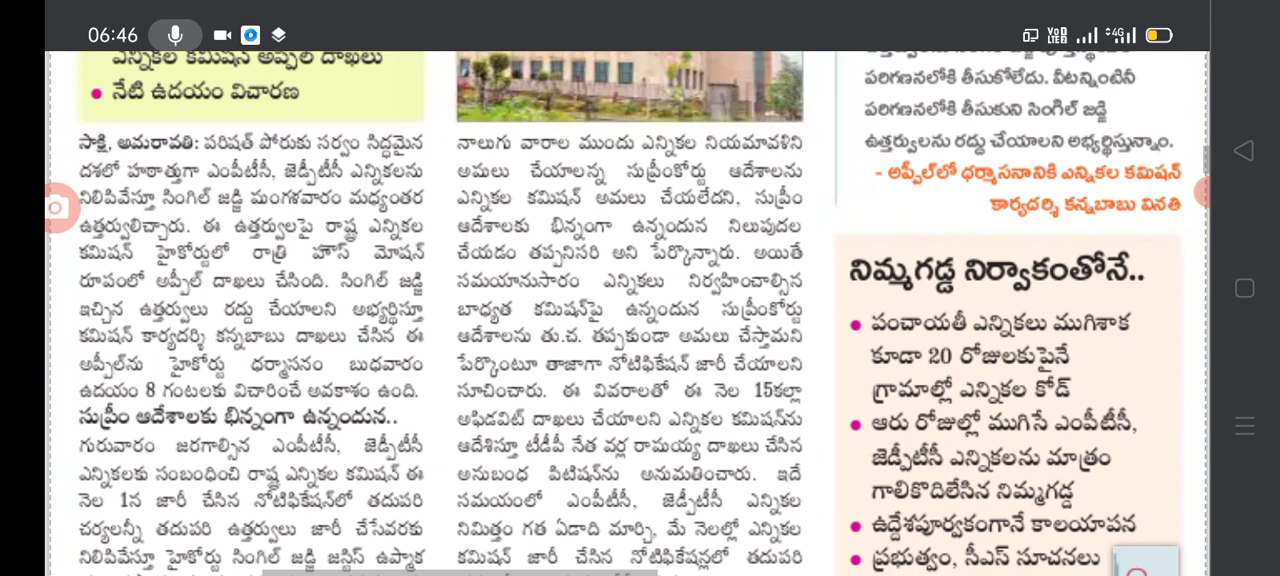 06:46
VoD
LTEB
4G
ఎన్నికల కమిషన్ అప్పీల్ దాఖలు
• నేటి ఉదయం విచారణ
సాక్షి, అమరావతి: పరిషత్ పోరుకు సర్వం సిద్ధమైన
దశలో హఠాత్తుగా ఎంపీటీసీ, జెడ్పీటీసీ ఎన్నికలను
నిలిపివేస్తూ సింగిల్ జడ్జి మంగళవారం మధ్యంతర
ఉత్తర్వులిచ్చారు. ఈ ఉత్తర్వులపై రాష్ట్ర ఎన్నికల
కమిషన్ హైకోర్టులో రాత్రి హౌస్ మోషన్
రూపంలో అప్పీల్ దాఖలు చేసింది. సింగిల్ జడ్జి
ఇచ్చిన ఉత్తర్వులు రద్దు చేయాలని అభ్యర్థిస్తూ
కమిషన్ కార్యదర్శి కన్నబాబు దాఖలు చేసిన ఈ
అప్పీల్‌ను హైకోర్టు ధర్మాసనం బుధవారం
ఉదయం 8 గంటలకు విచారించే అవకాశం ఉంది.
సుప్రీం ఆదేశాలకు భిన్నంగా ఉన్నందున..
గురువారం జరగాల్సిన ఎంపీటీసీ, జెడ్పీటీసీ
ఎన్నికలకు సంబంధించి రాష్ట్ర ఎన్నికల కమిషన్ ఈ
నెల 1న జారీ చేసిన నోటిఫికేషన్‌లో తదుపరి
చర్యలన్నీ తదుపరి ఉత్తర్వులు జారీ చేసేవరకు
నిలిపివేస్తూ హైకోర్టు సింగిల్ జడ్జి జస్టిస్ ఉప్మాక
నాలుగు వారాల ముందు ఎన్నికల నియమావళిని
అమలు చేయాలన్న సుప్రీంకోర్టు ఆదేశాలను
ఎన్నికల కమిషన్ అమలు చేయలేదని, సుప్రీం
ఆదేశాలకు భిన్నంగా ఉన్నందున నిలుపుదల
చేయడం తప్పనిసరి అని పేర్కొన్నారు. అయితే
సమయానుసారం ఎన్నికలు నిర్వహించాల్సిన
బాధ్యత కమిషన్‌పై ఉన్నందున సుప్రీంకోర్టు
ఆదేశాలను తు.చ. తప్పకుండా అమలు చేస్తామని
పేర్కొంటూ తాజాగా నోటిఫికేషన్ జారీ చేయాలని
సూచించారు. ఈ వివరాలతో ఈ నెల 15కల్లా
అఫిడవిట్ దాఖలు చేయాలని ఎన్నికల కమిషన్‌ను
ఆదేశిస్తూ టీడీపీ నేత వర్ల రామయ్య దాఖలు చేసిన
అనుబంధ పిటిషన్‌ను అనుమతించారు. ఇదే
సమయంలో ఎంపీటీసీ, జెడ్పీటీసీ ఎన్నికల
నిమిత్తం గత ఏడాది మార్చి, మే నెలల్లో ఎన్నికల
కమిషన్ జారీ చేసిన నోటిఫికేషన్లలో తదుపరి
పరిగణనలోకి తీసుకోలేదు. వీటన్నింటినీ
పరిగణనలోకి తీసుకుని సింగిల్ జడ్జి
ఉత్తర్వులను రద్దు చేయాలని అభ్యర్థిస్తున్నాం.
- అప్పీల్‌లో ధర్మాసనానికి ఎన్నికల కమిషన్
కార్యదర్శి కన్నబాబు వినతి
నిమ్మగడ్డ నిర్వాకంతోనే..
• పంచాయతీ ఎన్నికలు ముగిశాక
కూడా 20 రోజులకుపైనే
గ్రామాల్లో ఎన్నికల కోడ్
• ఆరు రోజుల్లో ముగిసే ఎంపీటీసీ,
జెడ్పీటీసీ ఎన్నికలను మాత్రం
గాలికొదిలేసిన నిమ్మగడ్డ
• ఉద్దేశపూర్వకంగానే కాలయాపన
• ప్రభుత్వం, సీఎస్ సూచనలు